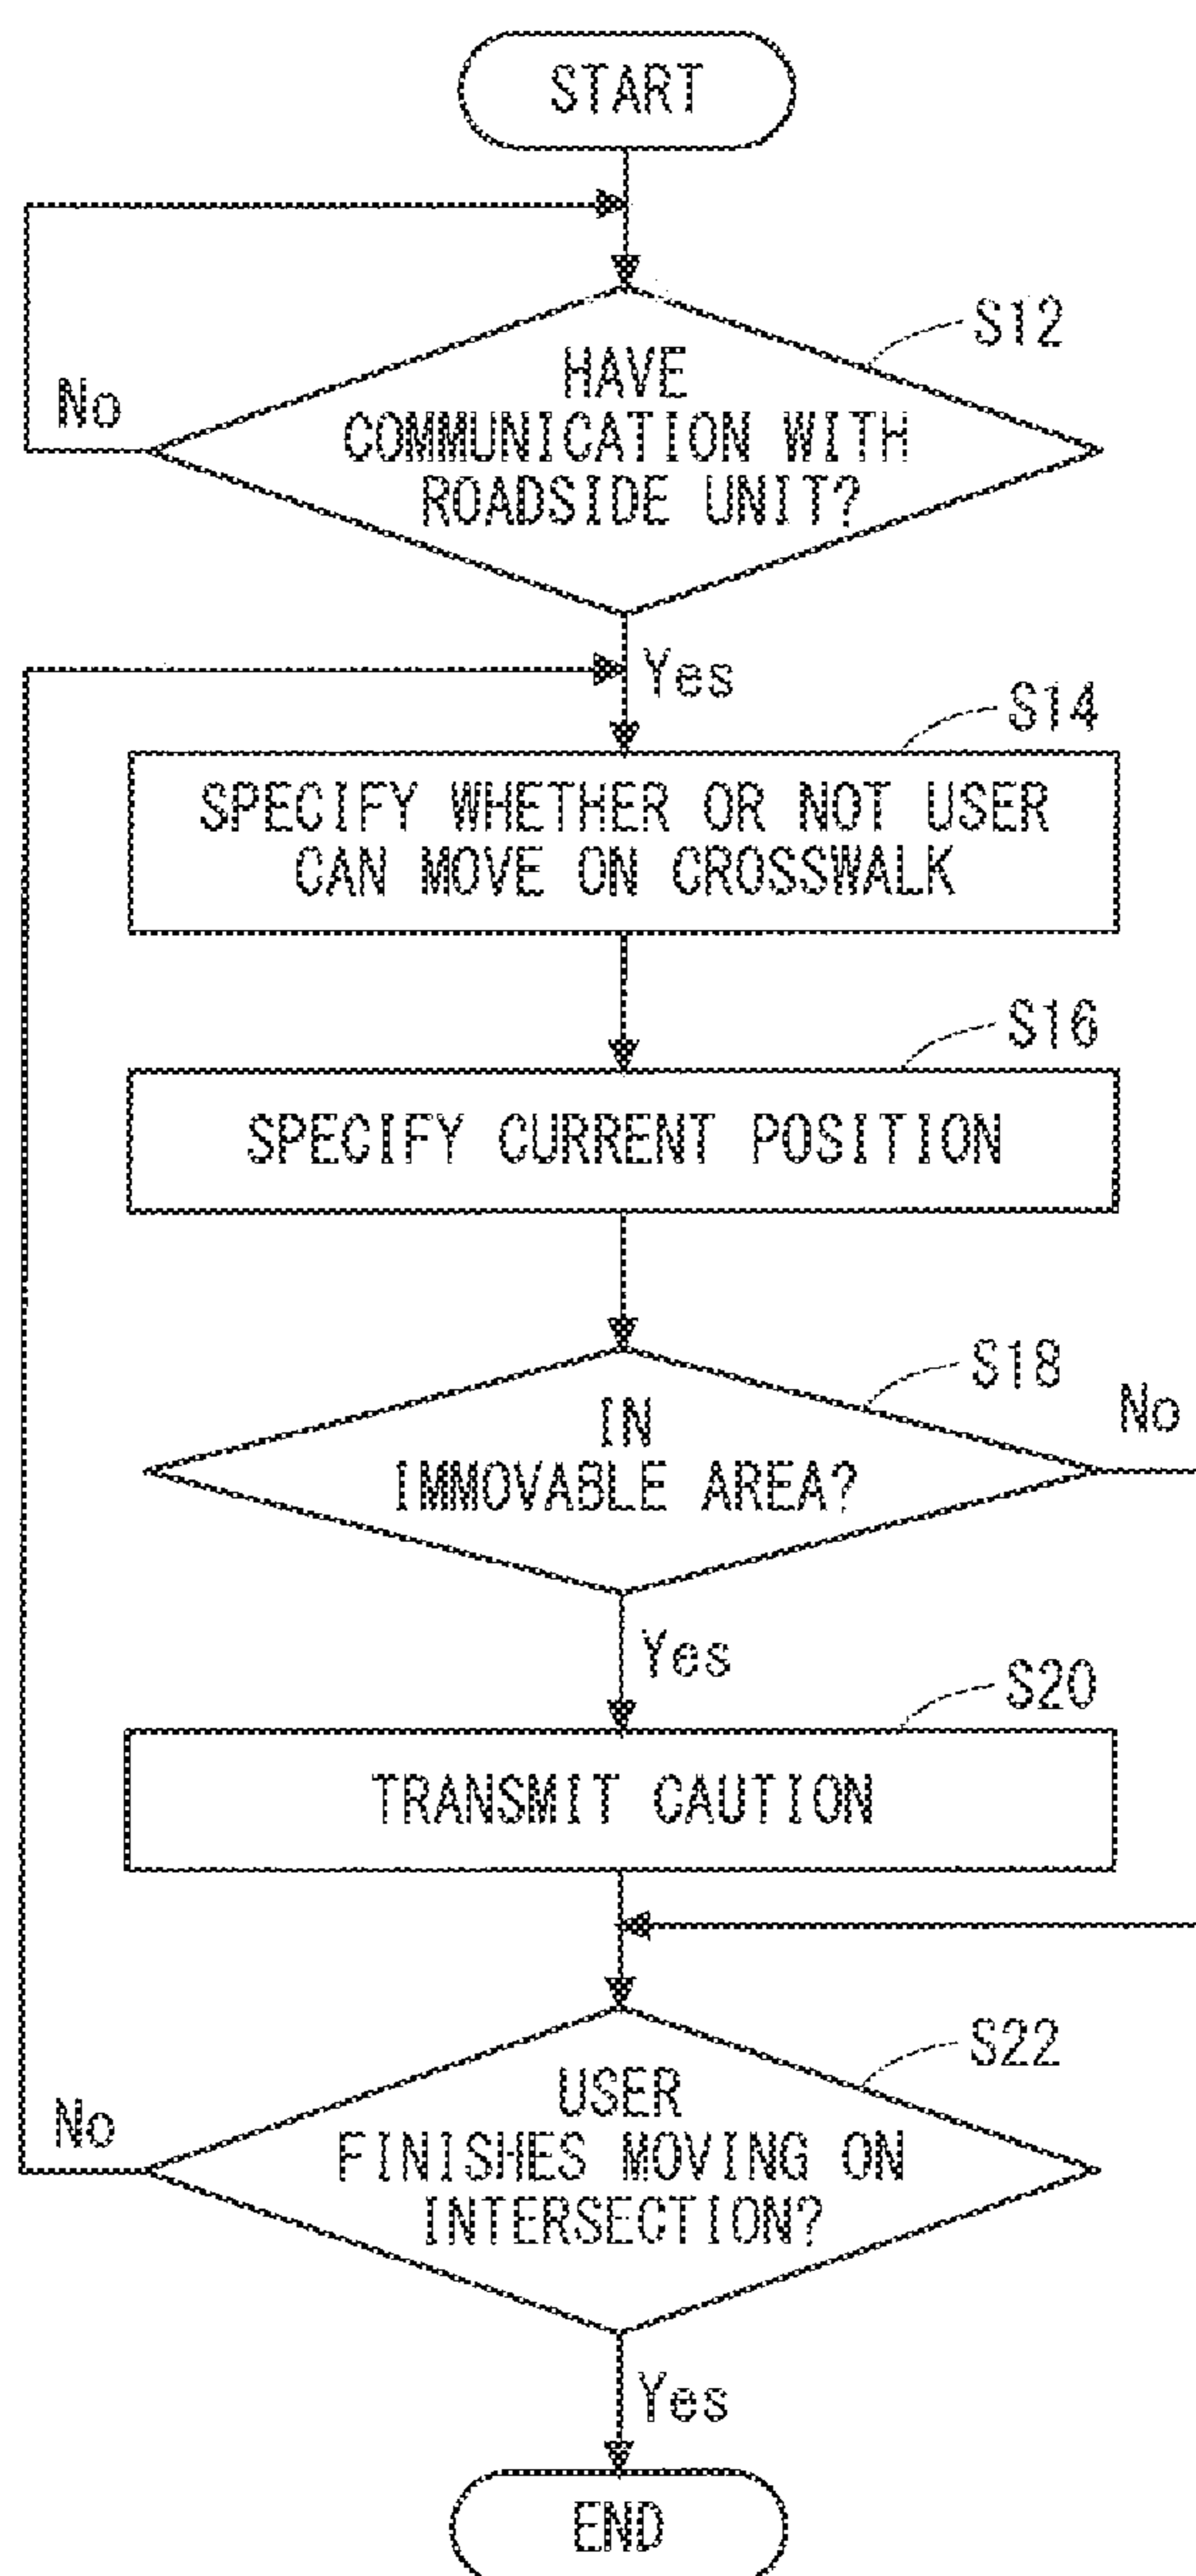 START
S12
HAVE
COMMUNICATION WITH
ROADSIDE UNIT?
No
Yes
S14
SPECIFY WHETHER OR NOT USER
CAN MOVE ON CROSSWALK
S16
SPECIFY CURRENT POSITION
S18
IN
IMMOVABLE AREA?
No
Yes
S20
TRANSMIT CAUTION
S22
USER
FINISHES MOVING ON
INTERSECTION?
No
Yes
END